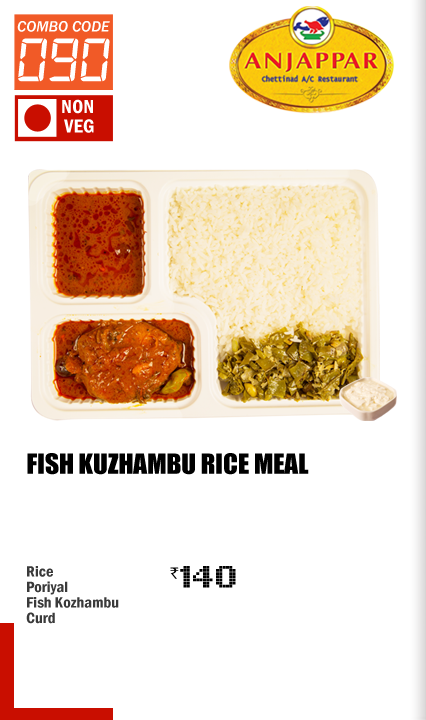 COMBO CODE
090
NON
VEG
ANJAPPAR
Chettinad A/C Restaurant
FISH KUZHAMBU RICE MEAL
Rice
Poriyal
Fish Kozhambu
Curd
₹140